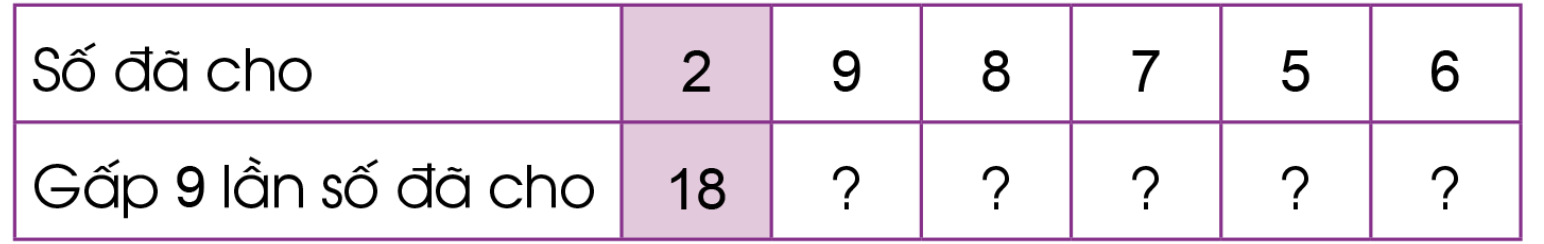 Số đã cho 2 9 8 7 5 6
Gấp 9 lần số đã cho 18 ? ? ? ? ?